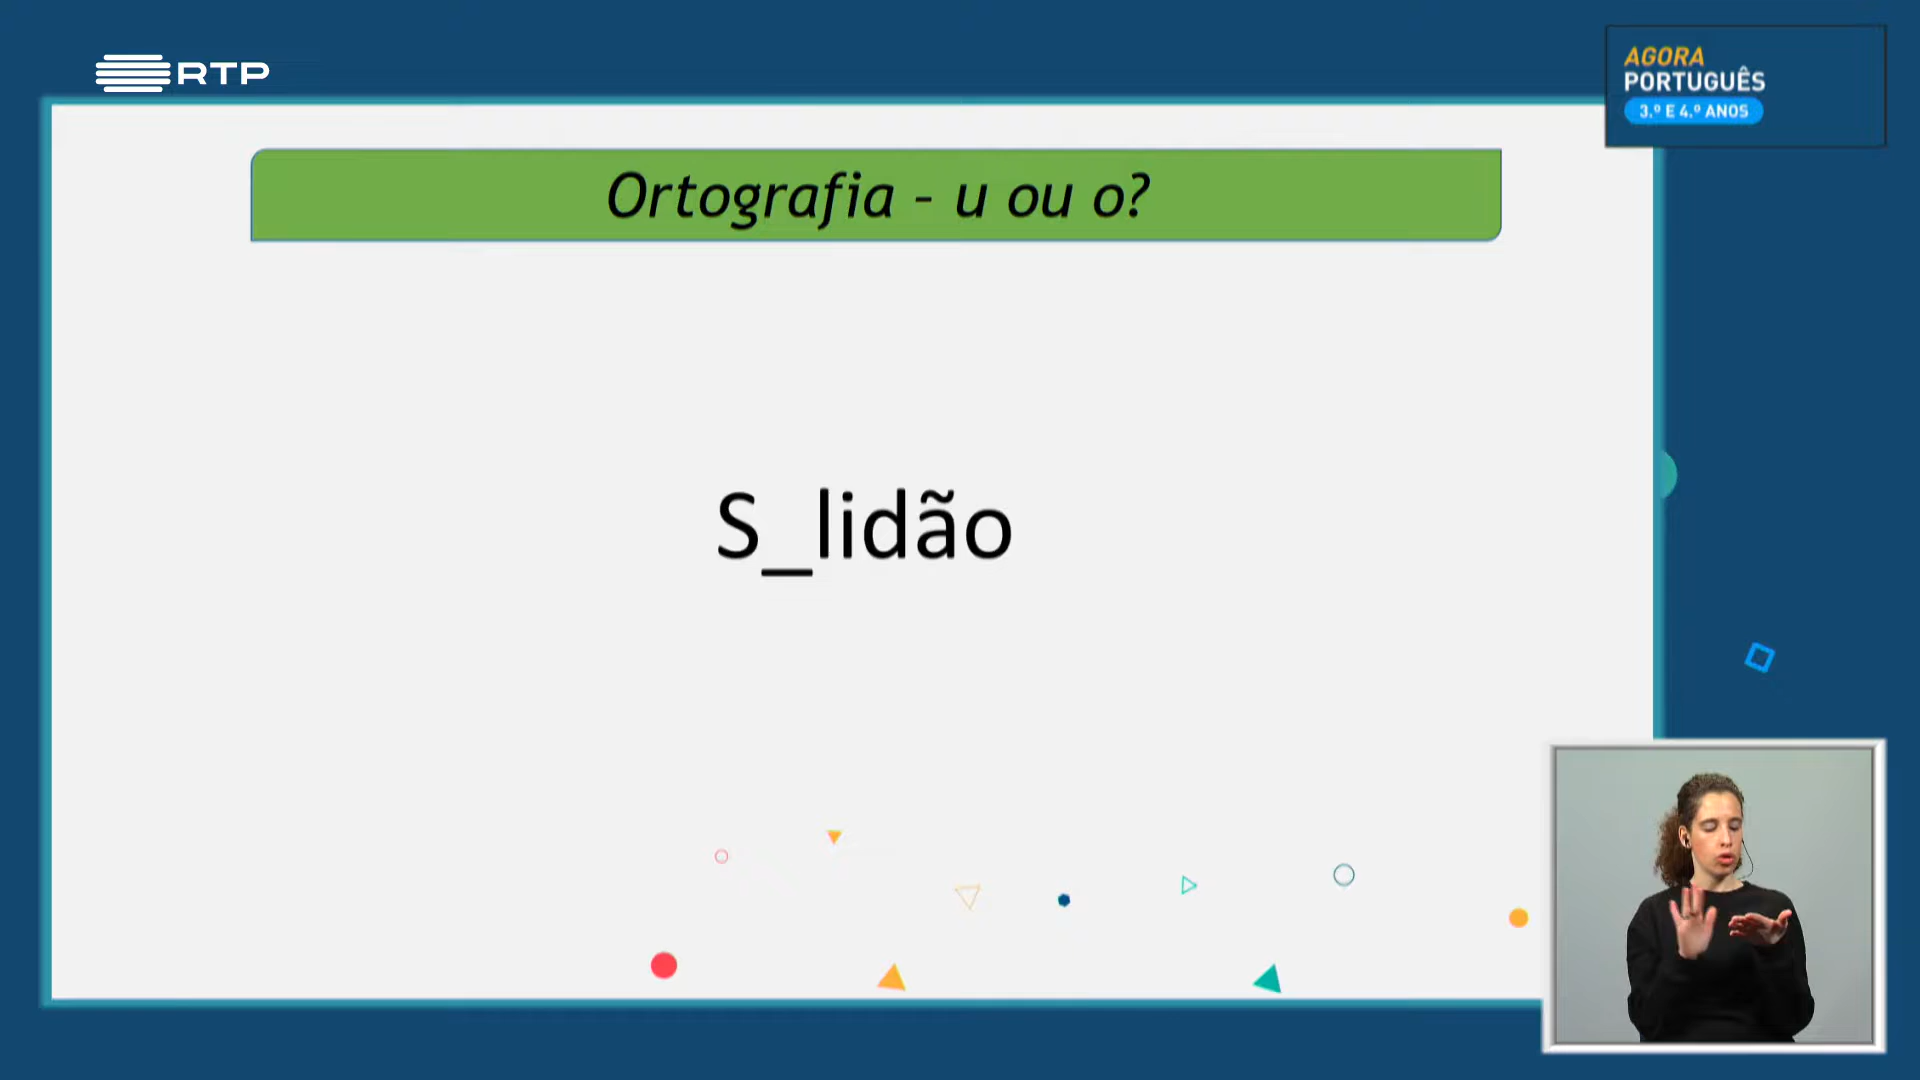 RTP
AGORA
PORTUGUÊS
3.º E 4.º ANOS
Ortografia - u ou o?
S_lidão